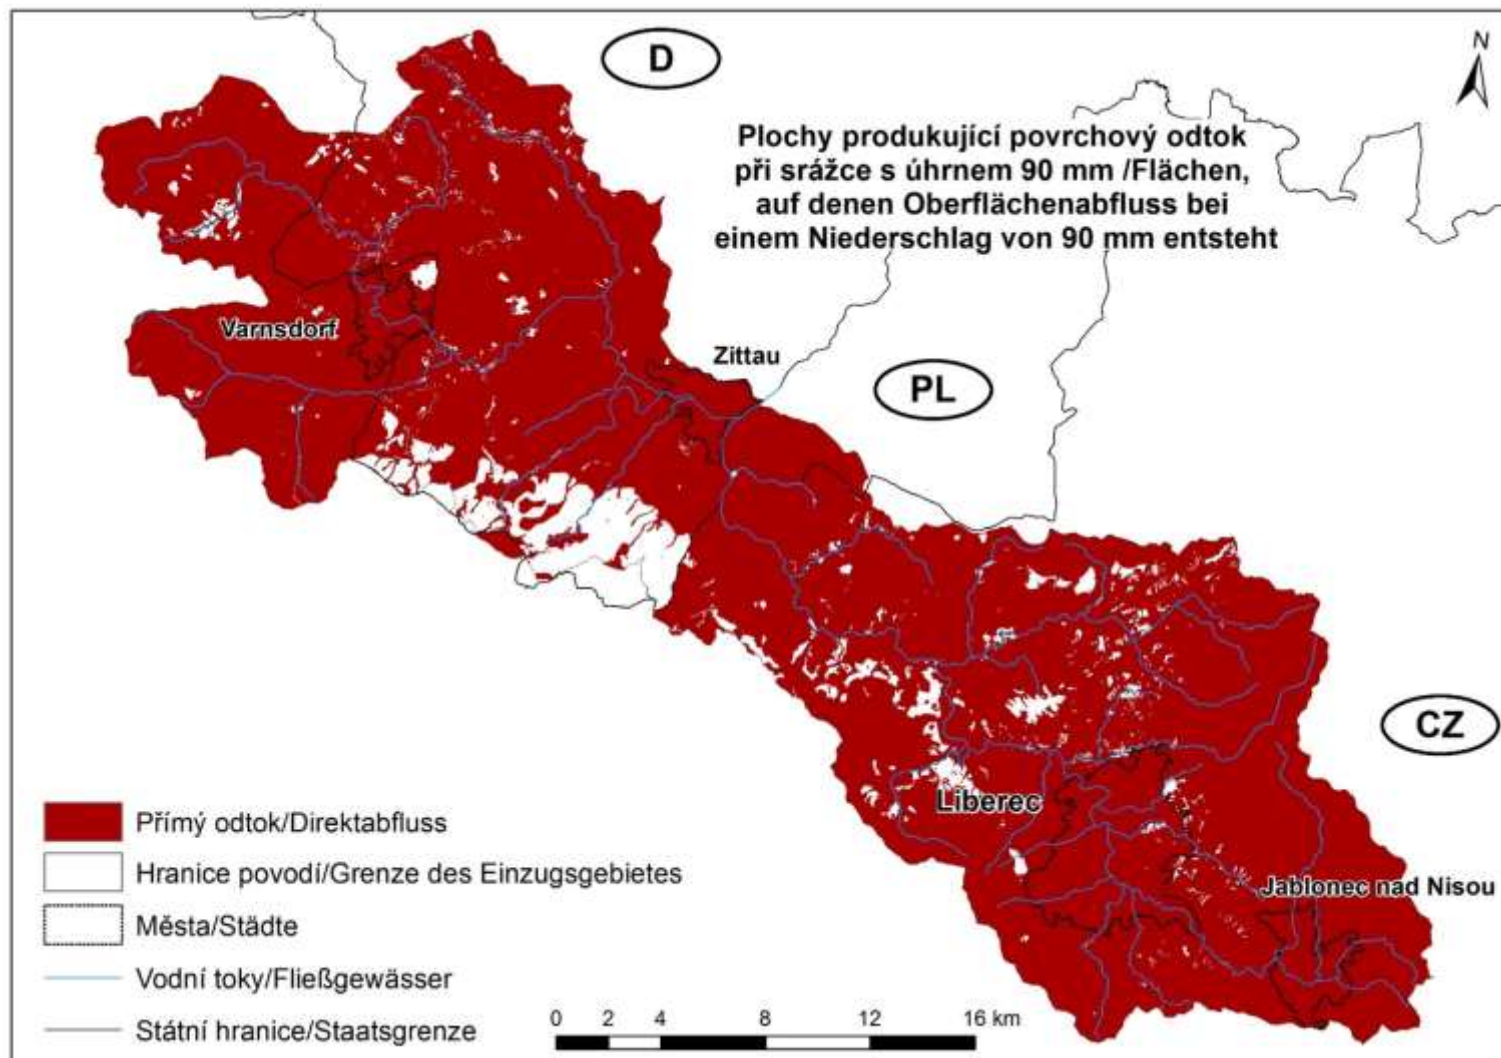 D
N
Plochy produkující povrchový odtok
při srážce s úhrnem 90 mm /Flächen,
auf denen Oberflächenabfluss bei
einem Niederschlag von 90 mm entsteht
Varnsdorf
Zittau
PL
CZ
Liberec
Jablonec nad Nisou
Přímý odtok/Direktabfluss
Hranice povodí/Grenze des Einzugsgebietes
Města/Städte
Vodní toky/Fließgewässer
Státní hranice/Staatsgrenze
0 2 4 8 12 16 km